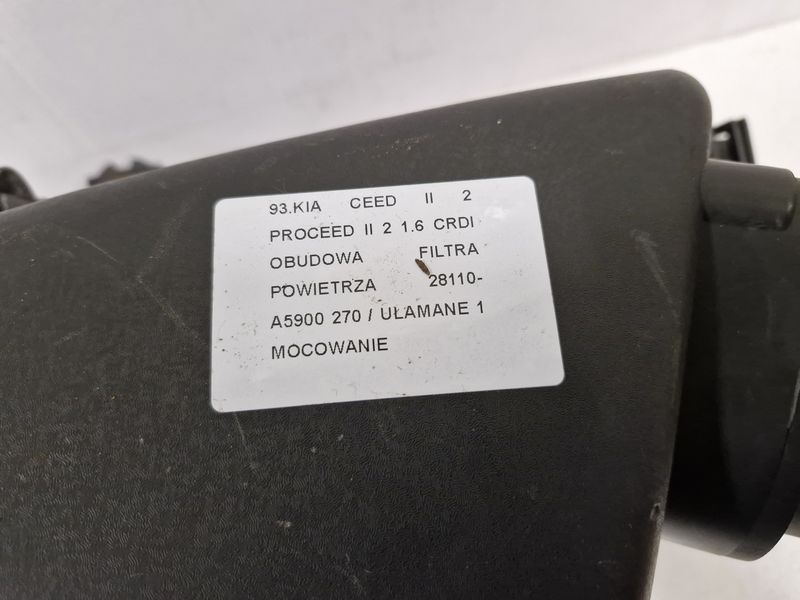 93.KIA CEED II 2
PROCEED II 2 1.6 CRDI
OBUDOWA FILTRA
POWIETRZA 28110-
A5900 270 / UŁAMANE 1
MOCOWANIE